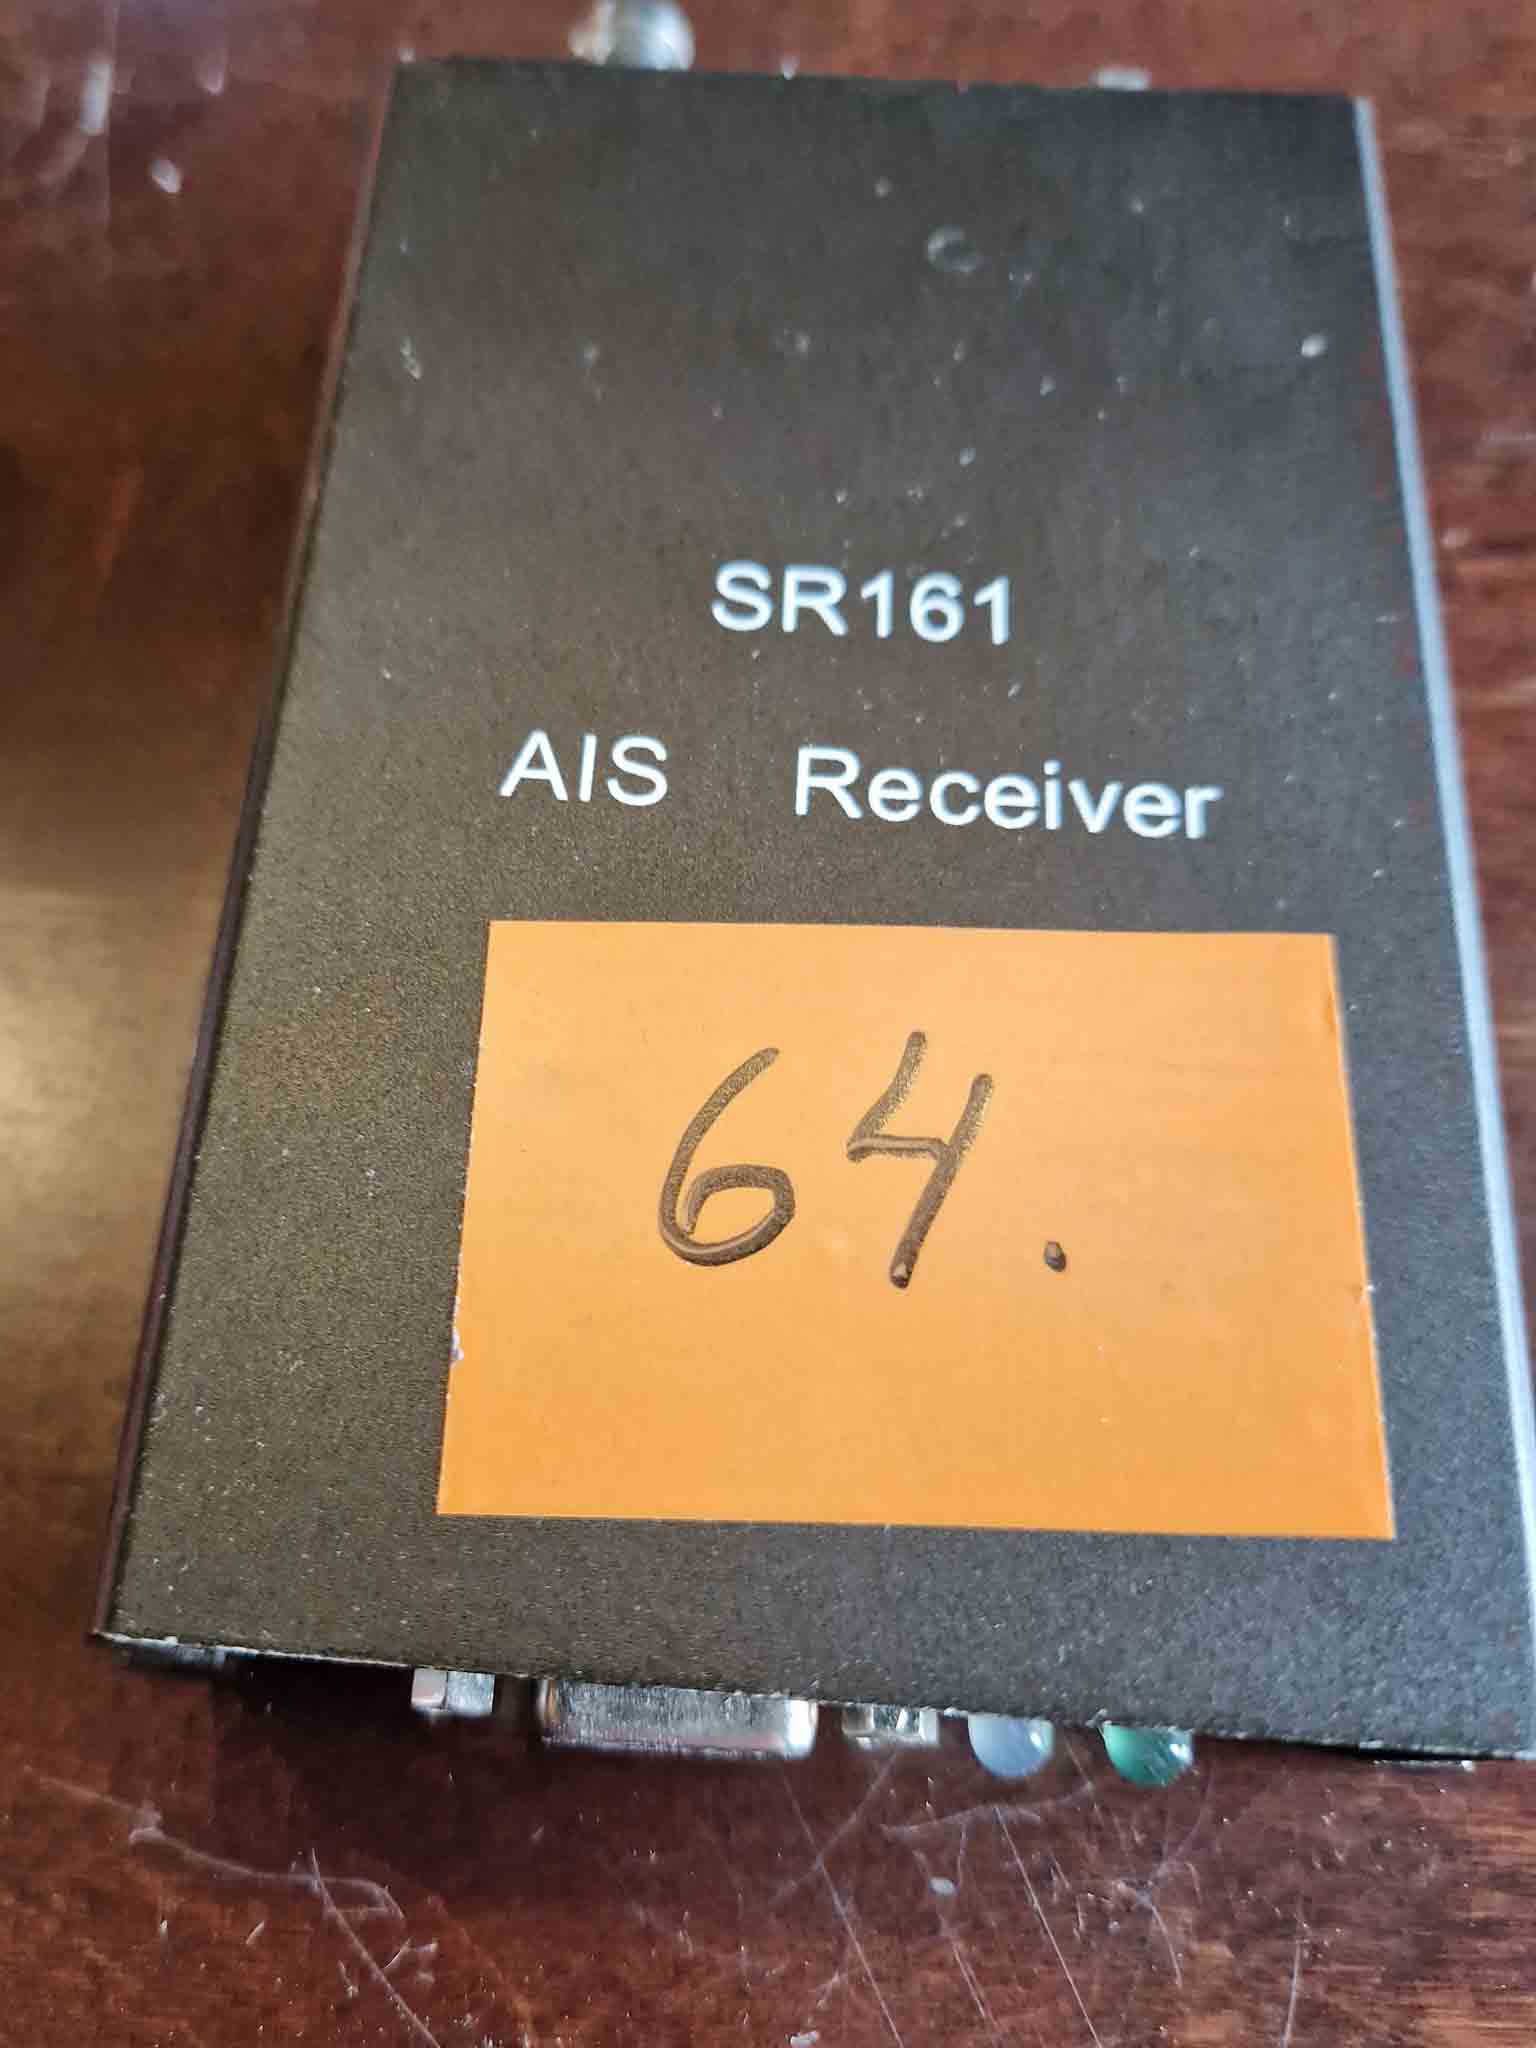 SR161
AIS Receiver
64.